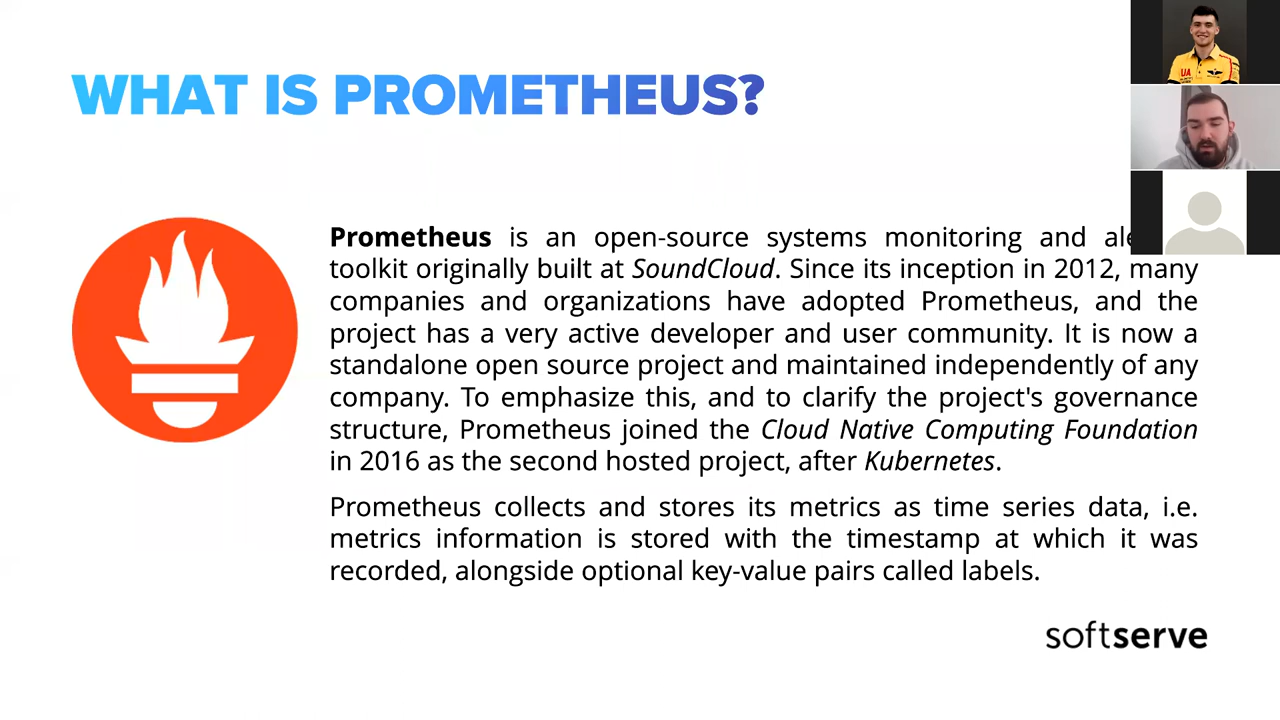 WHAT IS PROMETHEUS?
UA
Prometheus is an open-source systems monitoring and
toolkit originally built at SoundCloud. Since its inception in 2012, many
companies and organizations have adopted Prometheus, and the
project has a very active developer and user community. It is now a
standalone open source project and maintained independently of any
company. To emphasize this, and to clarify the project's governance
structure, Prometheus joined the Cloud Native Computing Foundation
in 2016 as the second hosted project, after Kubernetes.
Prometheus collects and stores its metrics as time series data, i.e.
metrics information is stored with the timestamp at which it was
recorded, alongside optional key-value pairs called labels.
softserve